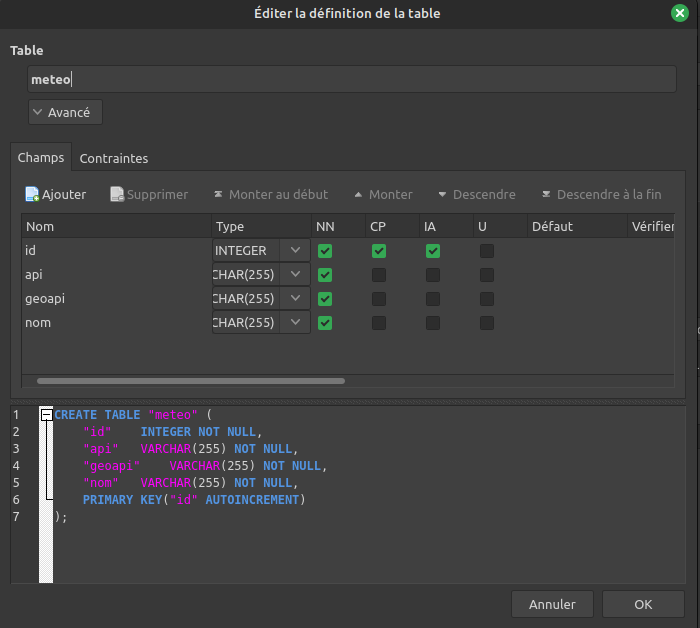 Éditer la définition de la table
Table
meteo
Avancé
Champs Contraintes
Ajouter Supprimer Monter au début Monter Descendre Descendre à la fin
Nom Type NN CP IA U Défaut Vérifier
id INTEGER
api CHAR(255)
geoapi CHAR(255)
nom CHAR(255)
1 CREATE TABLE "meteo" (
2 "id" INTEGER NOT NULL,
3 "api" VARCHAR(255) NOT NULL,
4 "geoapi" VARCHAR(255) NOT NULL,
5 "nom" VARCHAR(255) NOT NULL,
6 PRIMARY KEY("id" AUTOINCREMENT)
7 );
Annuler OK